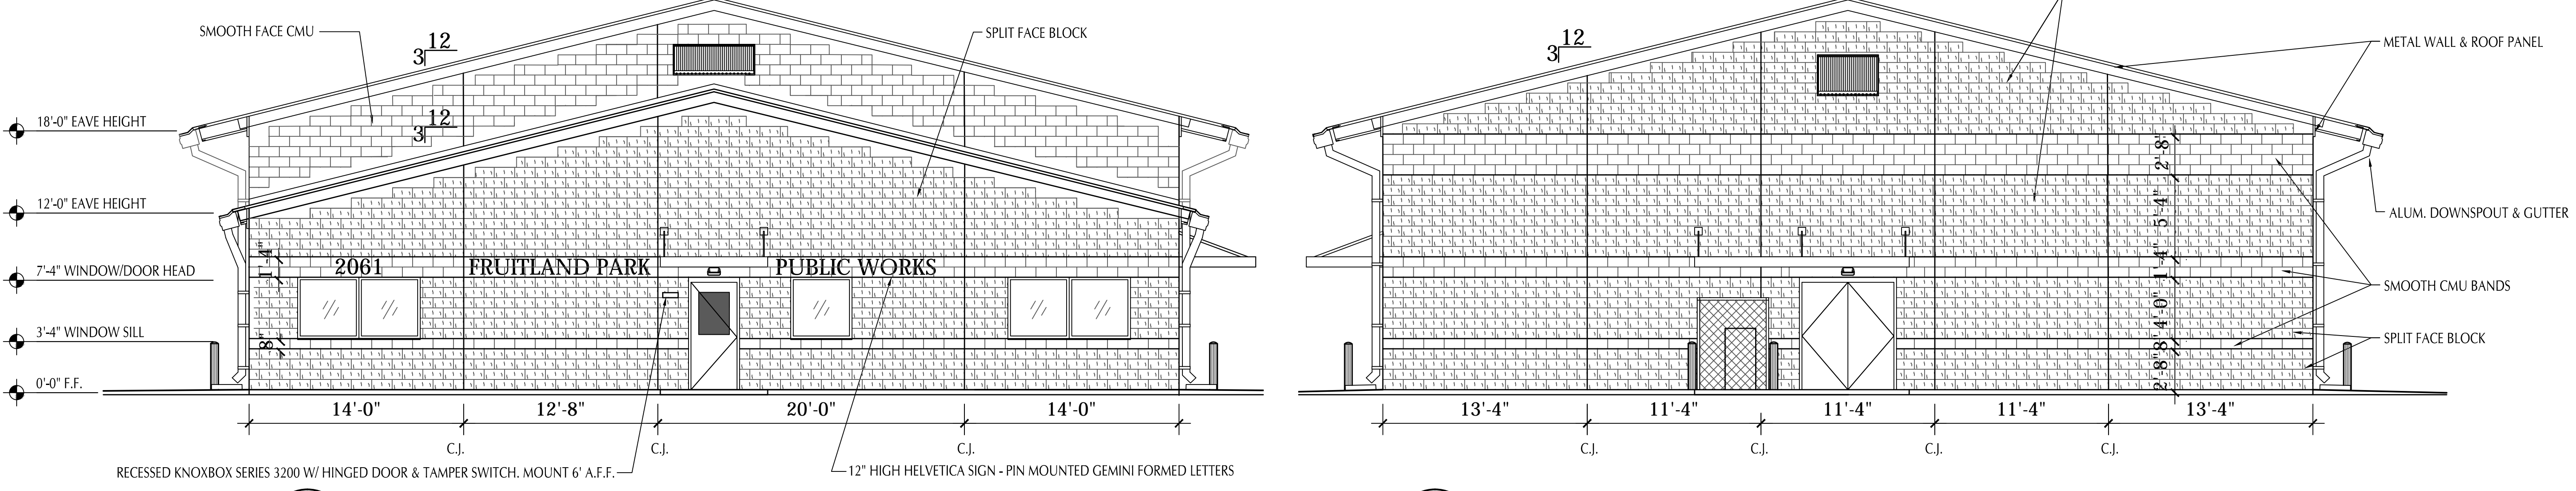 SMOOTH FACE CMU
12
3
SPLIT FACE BLOCK
12
3
18'-0" EAVE HEIGHT
12'-0" EAVE HEIGHT
7'-4" WINDOW/DOOR HEAD
3'-4" WINDOW SILL
0'-0" F.F.
1'-4"
8"
2061 FRUITLAND PARK PUBLIC WORKS
14'-0" 12'-8" 20'-0" 14'-0"
C.J. C.J. C.J.
RECESSED KNOXBOX SERIES 3200 W/ HINGED DOOR & TAMPER SWITCH. MOUNT 6' A.F.F.
12" HIGH HELVETICA SIGN - PIN MOUNTED GEMINI FORMED LETTERS
12
3
METAL WALL & ROOF PANEL
ALUM. DOWNSPOUT & GUTTER
SMOOTH CMU BANDS
SPLIT FACE BLOCK
2'-8"
5'-4"
1'-4"
4'-0"
8"
2'-8"
13'-4" 11'-4" 11'-4" 11'-4" 13'-4"
C.J. C.J. C.J. C.J.